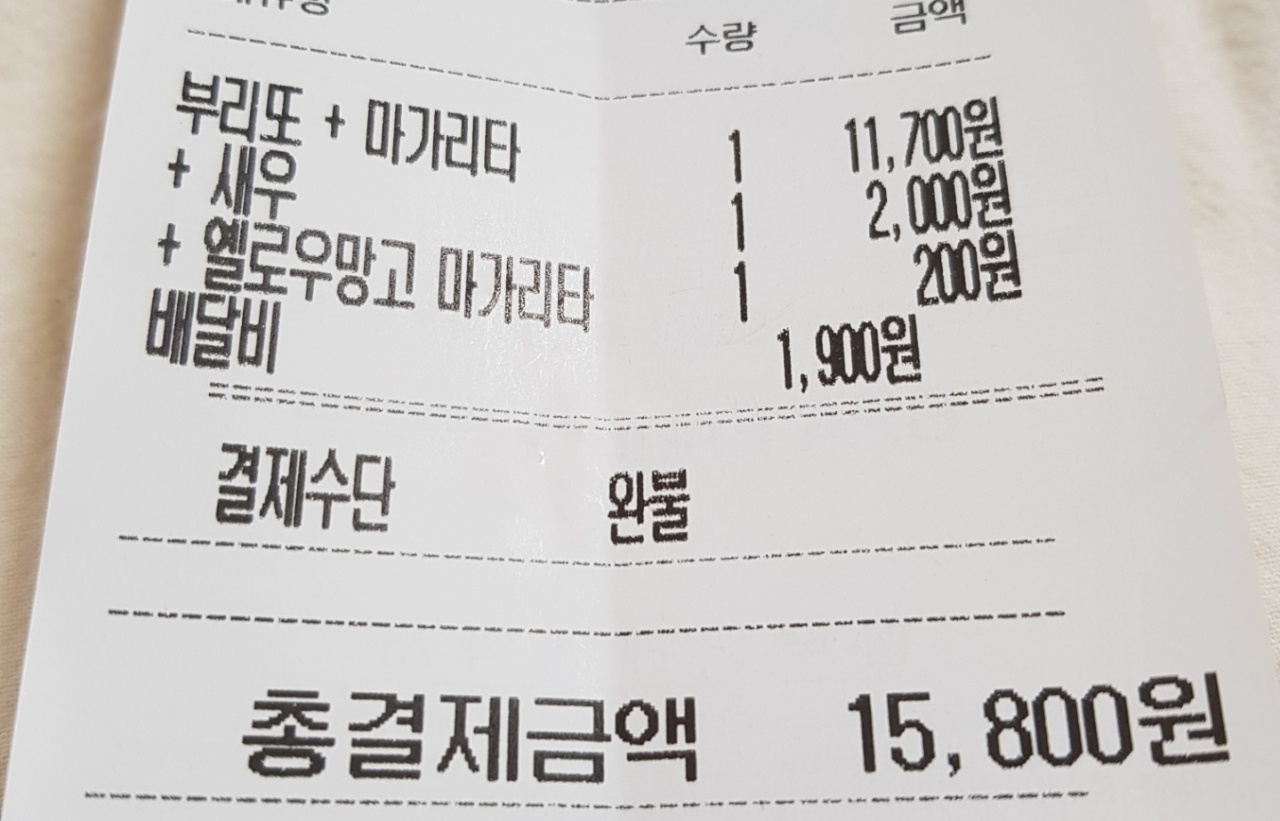 수량 금액
부리또 + 마가리타 1 11,700원
+ 새우 1 2,000원
+ 옐로우망고 마가리타 1 200원
배달비 1,900원
결제수단 완불
총결제금액 15,800원